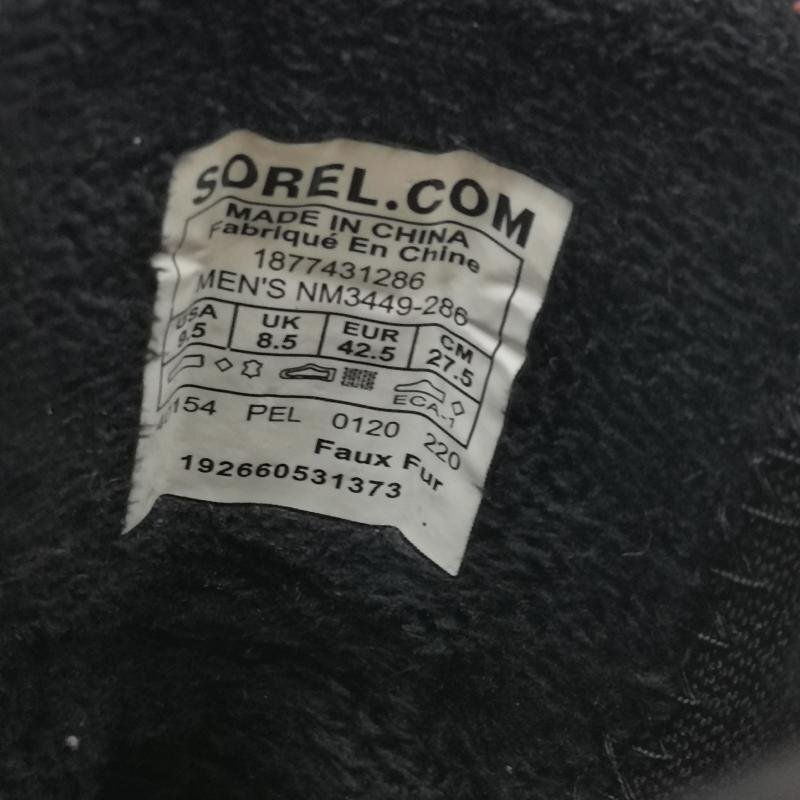 SOREL.COM
MADE IN CHINA
Fabriqué En Chine
1877431286
MEN'S NM3449-286
USA UK EUR CM
9.5 8.5 42.5 27.5
ECA-1
154 PEL 0120 220
Faux Fur
192660531373